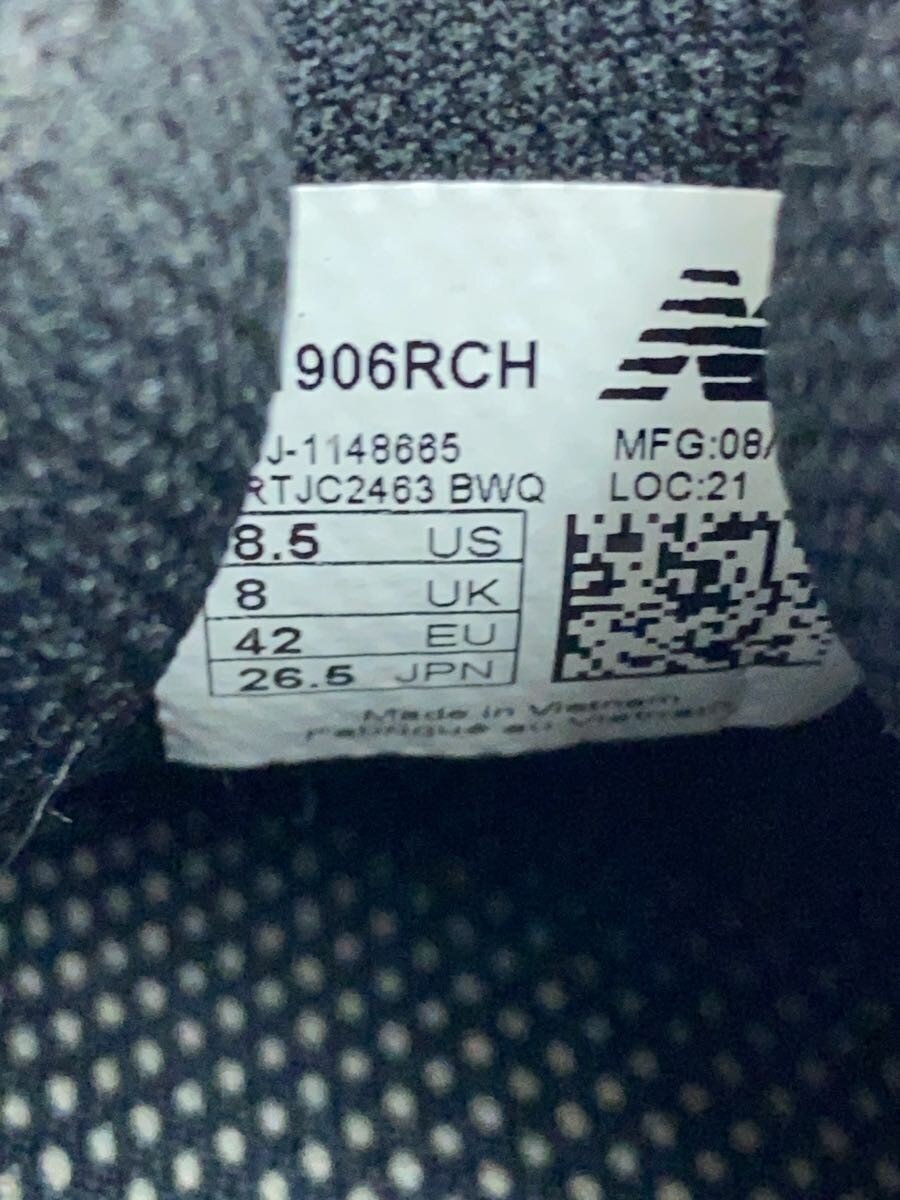 906RCH
J-1148665
MFG:08/
RTJC2463 BWQ
LOC:21
8.5 US
8 UK
42 EU
26.5 JPN
Made in Vietnam
Fabriqué au Vietnam